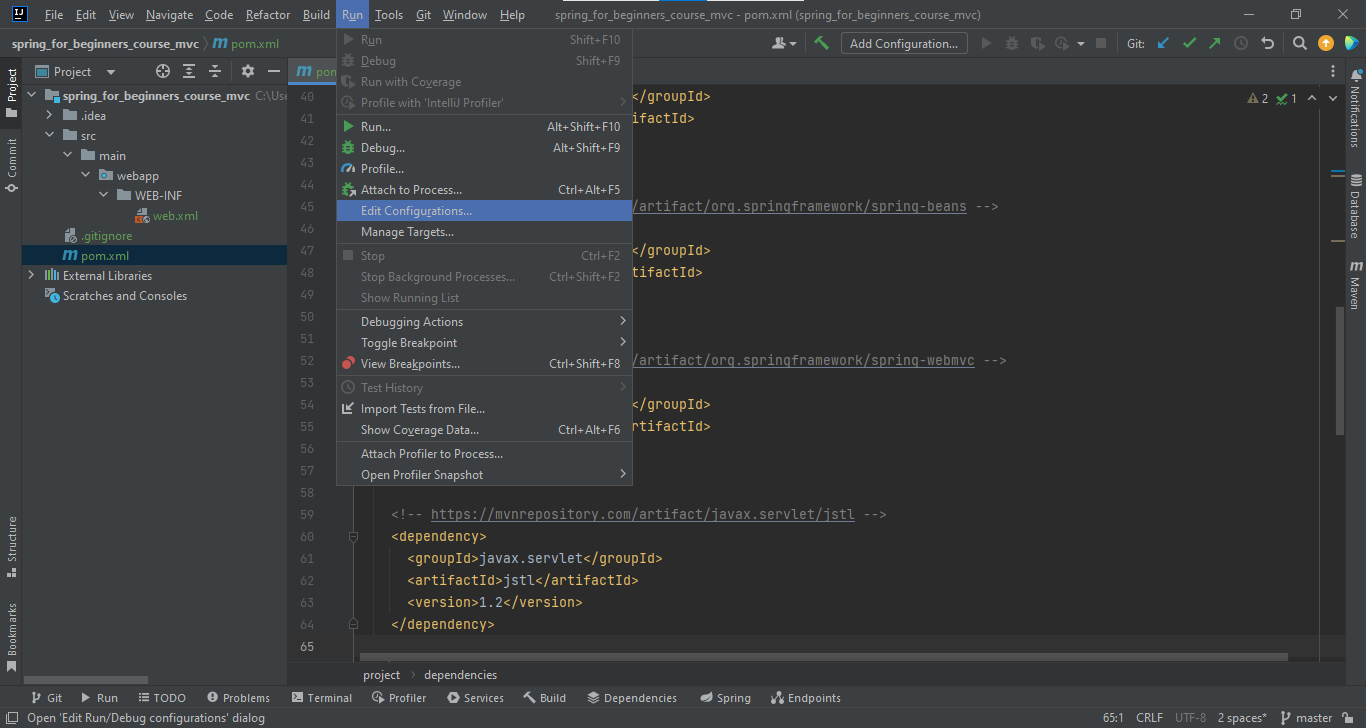 File Edit View Navigate Code Refactor Build Run Tools Git Window Help spring_for_beginners_course_mvc - pom.xml (spring_for_beginners_course_mvc)
spring_for_beginners_course_mvc pom.xml Add Configuration... Git:
Project
Project
Commit
Structure
Bookmarks
spring_for_beginners_course_mvc C:\Use
.idea
src
main
webapp
WEB-INF
web.xml
.gitignore
pom.xml
External Libraries
Scratches and Consoles
Run Shift+F10
Debug Shift+F9
Run with Coverage
Profile with 'IntelliJ Profiler'
Run... Alt+Shift+F10
Debug... Alt+Shift+F9
Profile...
Attach to Process... Ctrl+Alt+F5
Edit Configurations...
Manage Targets...
Stop Ctrl+F2
Stop Background Processes... Ctrl+Shift+F2
Show Running List
Debugging Actions
Toggle Breakpoint
View Breakpoints... Ctrl+Shift+F8
Test History
Import Tests from File...
Show Coverage Data... Ctrl+Alt+F6
Attach Profiler to Process...
Open Profiler Snapshot
pon
2 1
40 </groupId>
41 ifactId>
42
43
44
45 /artifact/org.springframework/spring-beans -->
46
47 </groupId>
48 tifactId>
49
50
51
52 /artifact/org.springframework/spring-webmvc -->
53
54 </groupId>
55 rtifactId>
56
57
58
59 <!-- https://mvnrepository.com/artifact/javax.servlet/jstl -->
60 <dependency>
61 <groupId>javax.servlet</groupId>
62 <artifactId>jstl</artifactId>
63 <version>1.2</version>
64 </dependency>
65
project dependencies
Notifications
Database
Maven
Git Run TODO Problems Terminal Profiler Services Build Dependencies Spring Endpoints
Open 'Edit Run/Debug configurations' dialog 65:1 CRLF UTF-8 2 spaces* master